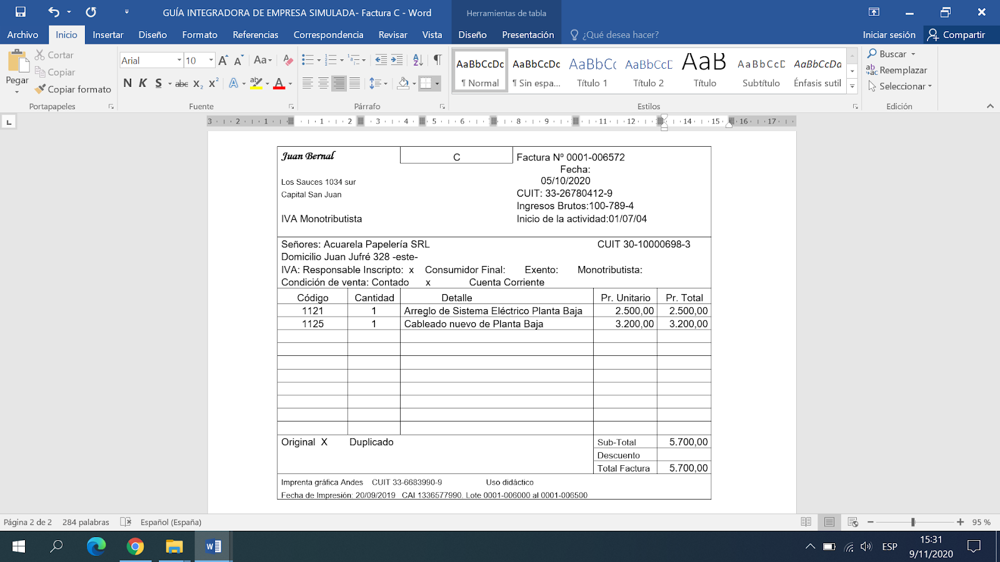 GUÍA INTEGRADORA DE EMPRESA SIMULADA- Factura C - Word
Herramientas de tabla
Archivo Inicio Insertar Diseño Formato Referencias Correspondencia Revisar Vista Diseño Presentación ¿Qué desea hacer? Iniciar sesión Compartir
Pegar
Cortar
Copiar
Copiar formato
Portapapeles
Arial 10 Aa
N K S abc x₂ x² A ab A
Fuente
Párrafo
AaBbCcDc AaBbCcDc AaBbCc AaBbCcD AaB AaBbCcD AaBbCcDa
¶ Normal ¶ Sin espa... Título 1 Título 2 Título Subtítulo Énfasis sutil
Estilos
Buscar
Reemplazar
Seleccionar
Edición
3 2 1 1 2 3 4 5 6 8 9 11 12 14 15 16 17
Juan Bernal
C
Factura Nº 0001-006572
Fecha:
05/10/2020
Los Sauces 1034 sur
Capital San Juan
CUIT: 33-26780412-9
Ingresos Brutos:100-789-4
IVA Monotributista
Inicio de la actividad:01/07/04
Señores: Acuarela Papelería SRL CUIT 30-10000698-3
Domicilio Juan Jufré 328 -este-
IVA: Responsable Inscripto: x Consumidor Final: Exento: Monotributista:
Condición de venta: Contado x Cuenta Corriente
Código Cantidad Detalle Pr. Unitario Pr. Total
1121 1 Arreglo de Sistema Eléctrico Planta Baja 2.500,00 2.500,00
1125 1 Cableado nuevo de Planta Baja 3.200,00 3.200,00
Original X Duplicado Sub-Total 5.700,00
Descuento
Total Factura 5.700,00
Imprenta gráfica Andes CUIT 33-6683990-9 Uso didáctico
Fecha de Impresión: 20/09/2019 CAI 1336577990. Lote 0001-006000 al 0001-006500
Página 2 de 2 284 palabras Español (España) 95 %
ESP
15:31
9/11/2020